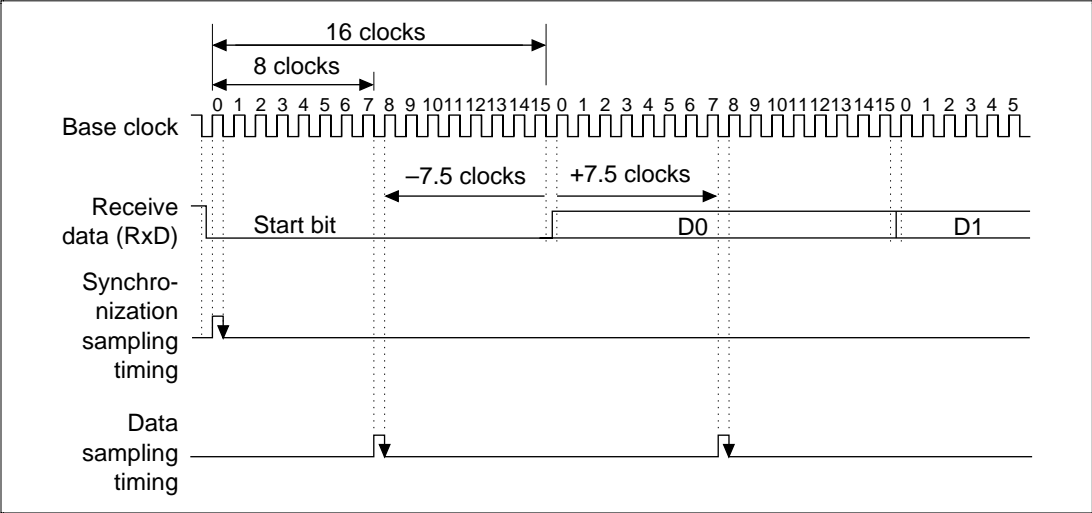 16 clocks
8 clocks
0 1 2 3 4 5 6 7 8 9 10 11 12 13 14 15 0 1 2 3 4 5 6 7 8 9 10 11 12 13 14 15 0 1 2 3 4 5
Base clock
–7.5 clocks +7.5 clocks
Receive
data (RxD)
Start bit D0 D1
Synchro-
nization
sampling
timing
Data
sampling
timing